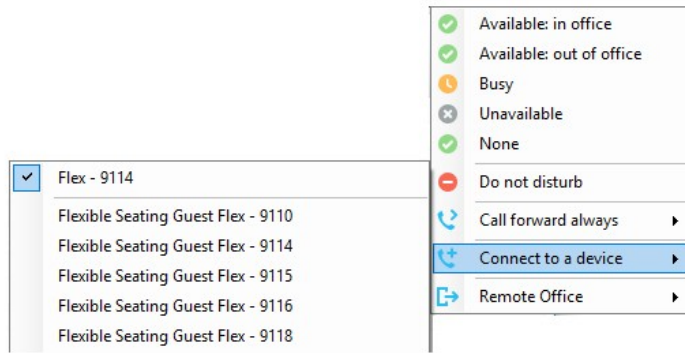 Available: in office
Available: out of office
Busy
Unavailable
None
Do not disturb
Call forward always
Connect to a device
Remote Office
Flex - 9114
Flexible Seating Guest Flex - 9110
Flexible Seating Guest Flex - 9114
Flexible Seating Guest Flex - 9115
Flexible Seating Guest Flex - 9116
Flexible Seating Guest Flex - 9118